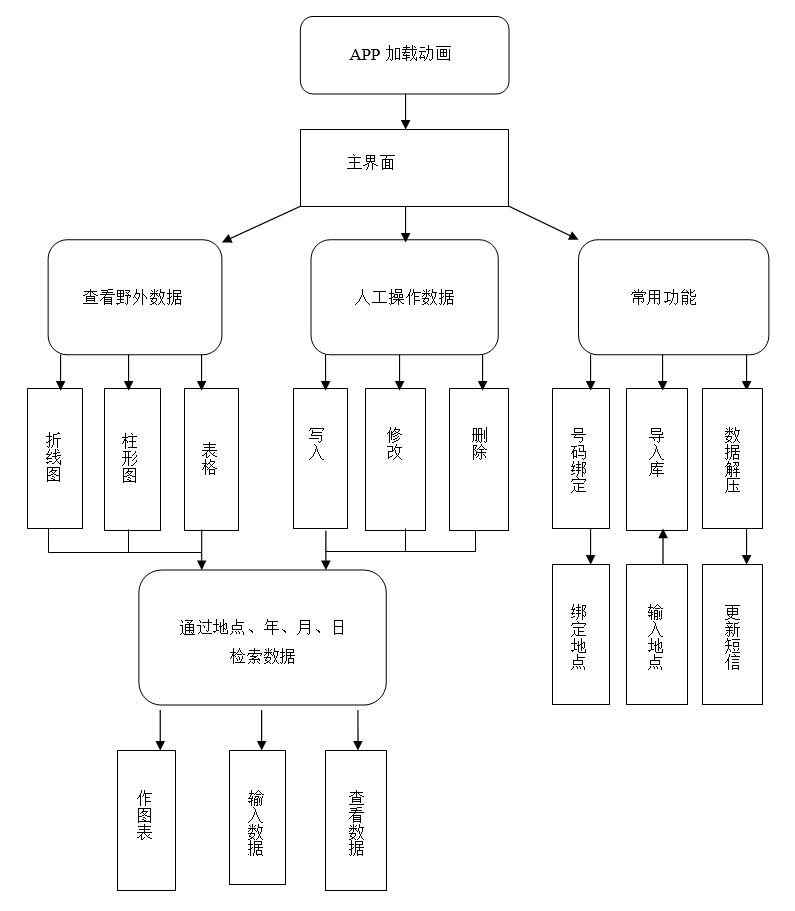 APP 加载动画
主界面
查看野外数据
人工操作数据
常用功能
折线图
柱形图
表格
写入
修改
删除
号码绑定
导入库
数据解压
通过地点、年、月、日
检索数据
绑定地点
输入地点
更新短信
作图表
输入数据
查看数据